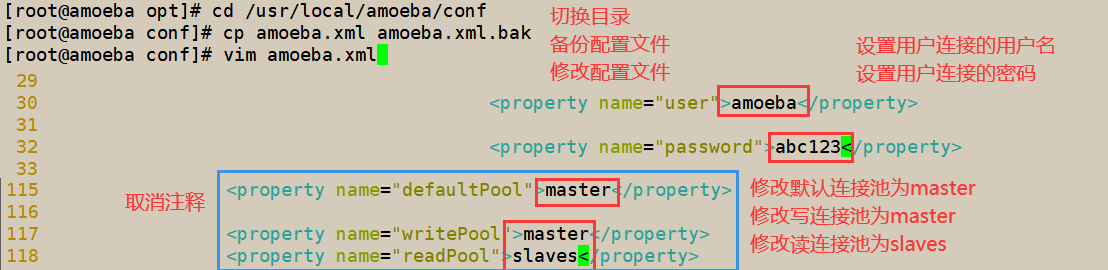 [root@amoeba opt]# cd /usr/local/amoeba/conf 切换目录
[root@amoeba conf]# cp amoeba.xml amoeba.xml.bak 备份配置文件 设置用户连接的用户名
[root@amoeba conf]# vim amoeba.xml 修改配置文件 设置用户连接的密码
29
30 <property name="user">amoeba</property>
31
32 <property name="password">abc123</property>
33
115 取消注释 <property name="defaultPool">master</property> 修改默认连接池为master
116 修改写连接池为master
117 <property name="writePool">master</property>
118 <property name="readPool">slaves</property> 修改读连接池为slaves